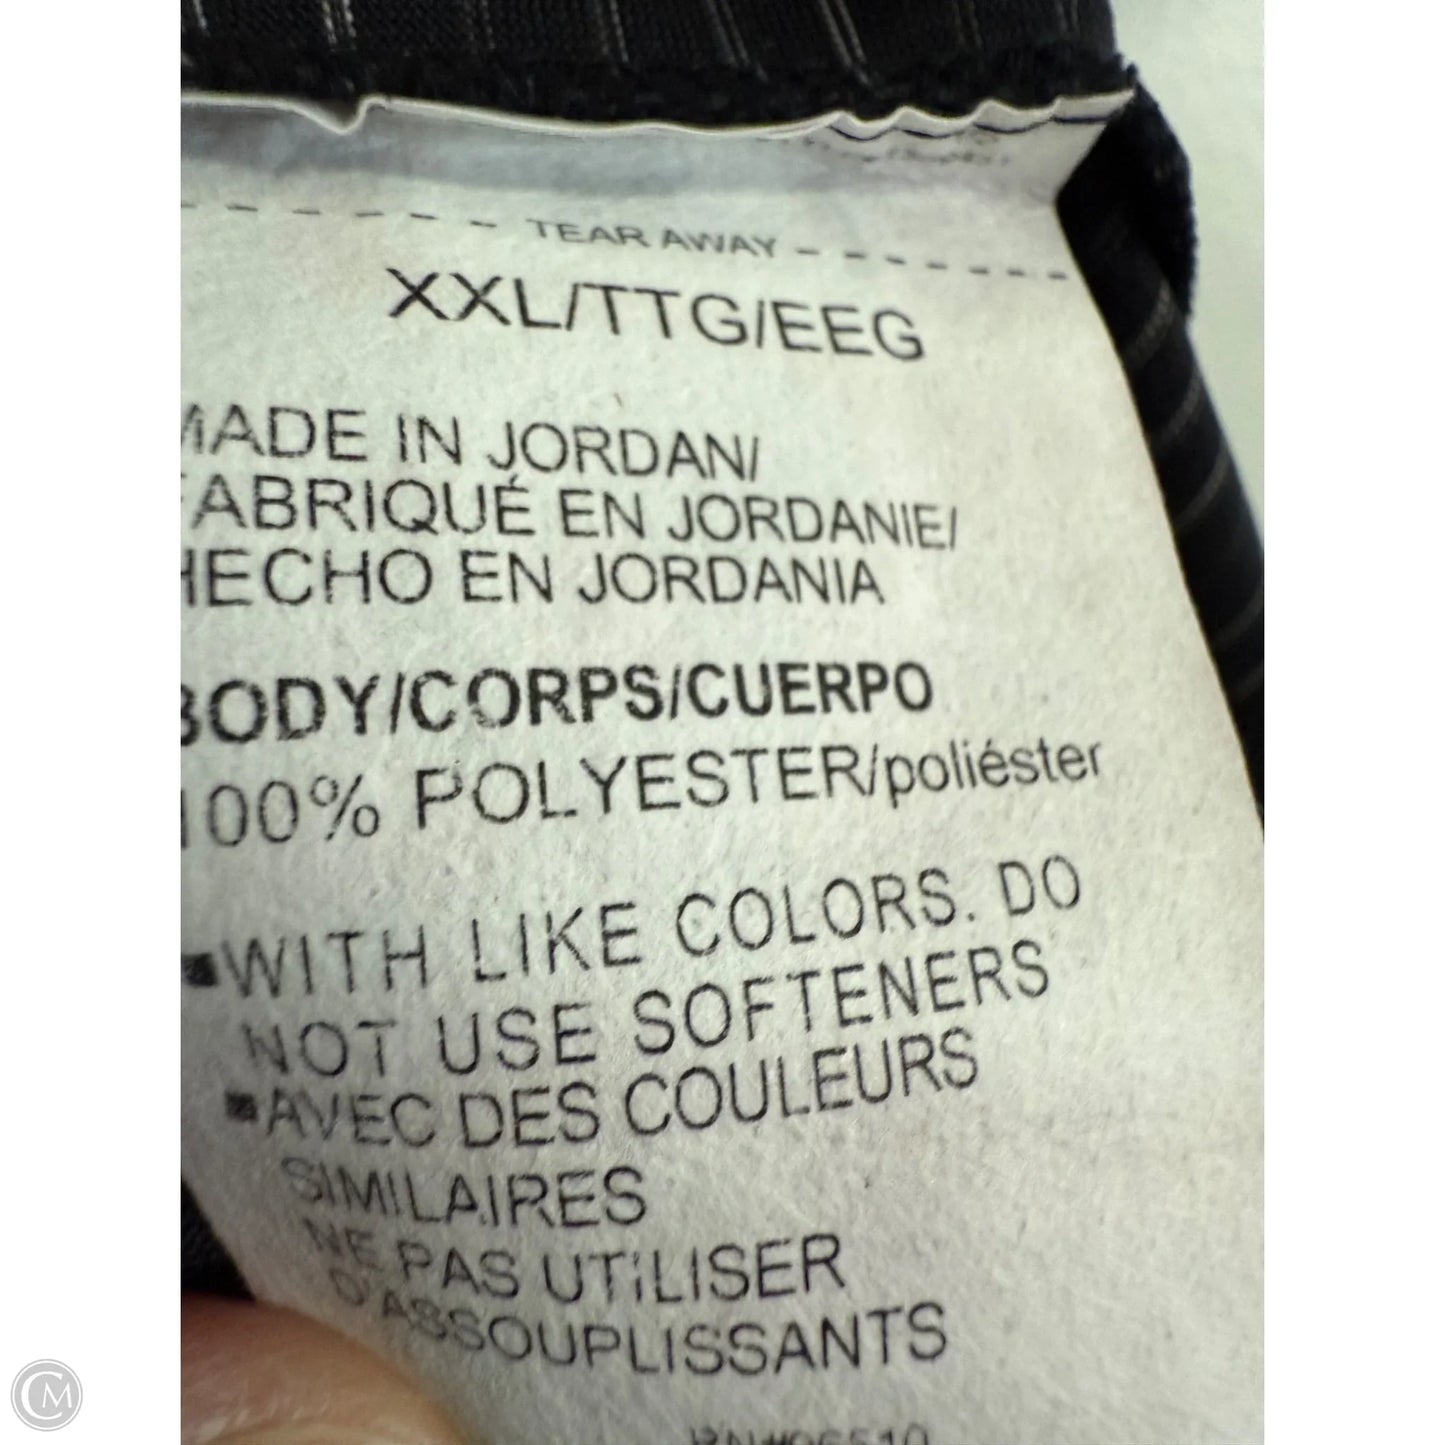 TEAR AWAY
XXL/TTG/EEG
MADE IN JORDAN/
FABRIQUÉ EN JORDANIE/
HECHO EN JORDANIA
BODY/CORPS/CUERPO
100% POLYESTER/poliéster
▪WITH LIKE COLORS. DO
NOT USE SOFTENERS
▪AVEC DES COULEURS
SIMILAIRES
NE PAS UTILISER
D'ASSOUPLISSANTS
CM